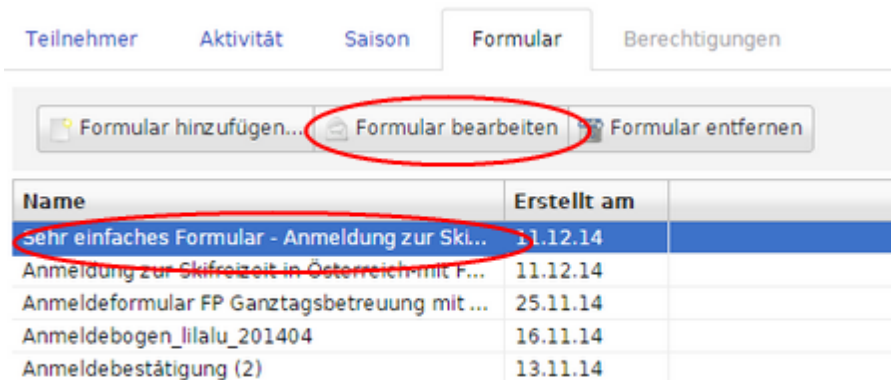 Teilnehmer Aktivität Saison Formular Berechtigungen
Formular hinzufügen... Formular bearbeiten Formular entfernen
Name Erstellt am
Sehr einfaches Formular - Anmeldung zur Ski... 11.12.14
Anmeldung zur Skifreizeit in Österreich-mit F... 11.12.14
Anmeldeformular FP Ganztagsbetreuung mit ... 25.11.14
Anmeldebogen_lilalu_201404 16.11.14
Anmeldebestätigung (2) 13.11.14